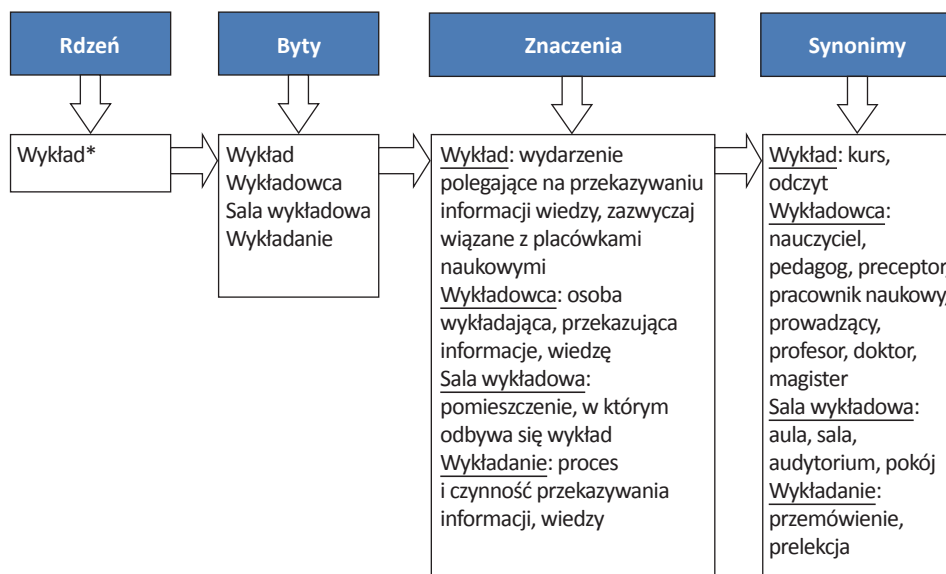 Rdzeń
Byty
Znaczenia
Synonimy
Wykład*
Wykład
Wykładowca
Sala wykładowa
Wykładanie
Wykład: wydarzenie
polegające na przekazywaniu
informacji wiedzy, zazwyczaj
wiązane z placówkami
naukowymi
Wykładowca: osoba
wykładająca, przekazująca
informacje, wiedzę
Sala wykładowa:
pomieszczenie, w którym
odbywa się wykład
Wykładanie: proces
i czynność przekazywania
informacji, wiedzy
Wykład: kurs,
odczyt
Wykładowca:
nauczyciel,
pedagog, preceptor,
pracownik naukowy,
prowadzący,
profesor, doktor,
magister
Sala wykładowa:
aula, sala,
audytorium, pokój
Wykładanie:
przemówienie,
prelekcja